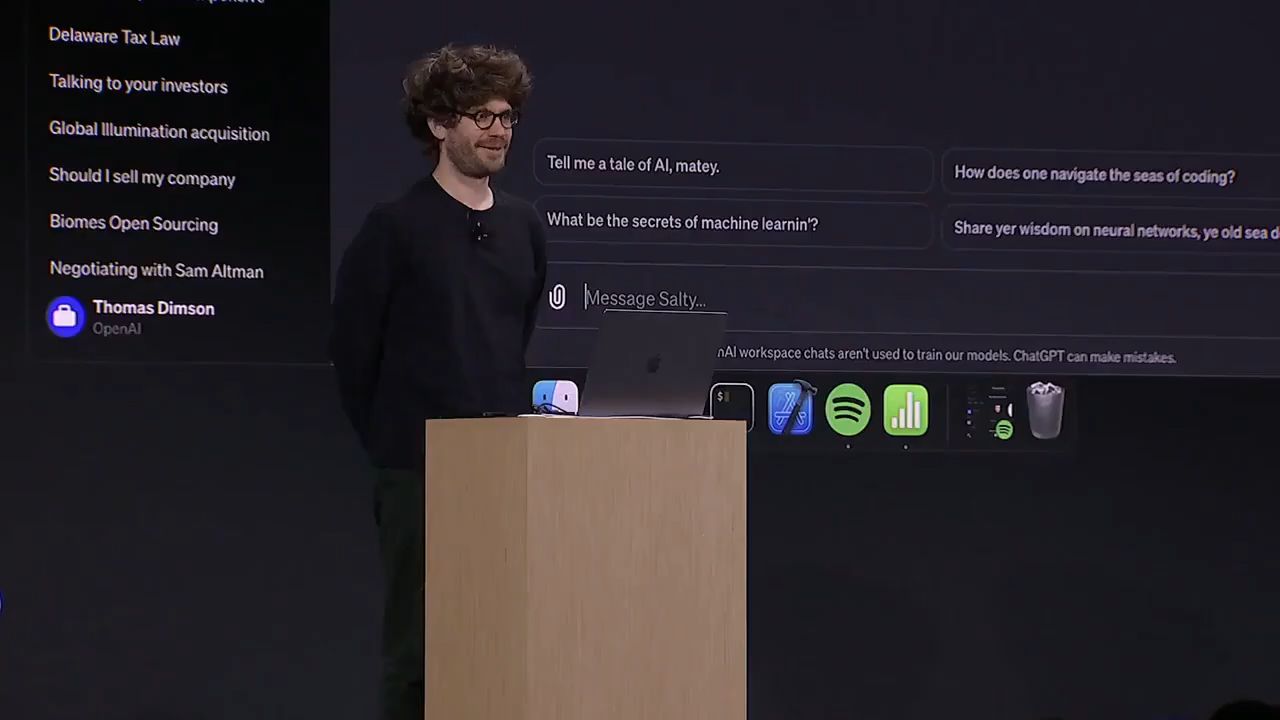 Delaware Tax Law
Talking to your investors
Global Illumination acquisition
Should I sell my company
Biomes Open Sourcing
Negotiating with Sam Altman
Thomas Dimson
OpenAI
Tell me a tale of AI, matey.
How does one navigate the seas of coding?
What be the secrets of machine learnin'?
Share yer wisdom on neural networks, ye old sea d
Message Salty...
nAI workspace chats aren't used to train our models. ChatGPT can make mistakes.
$